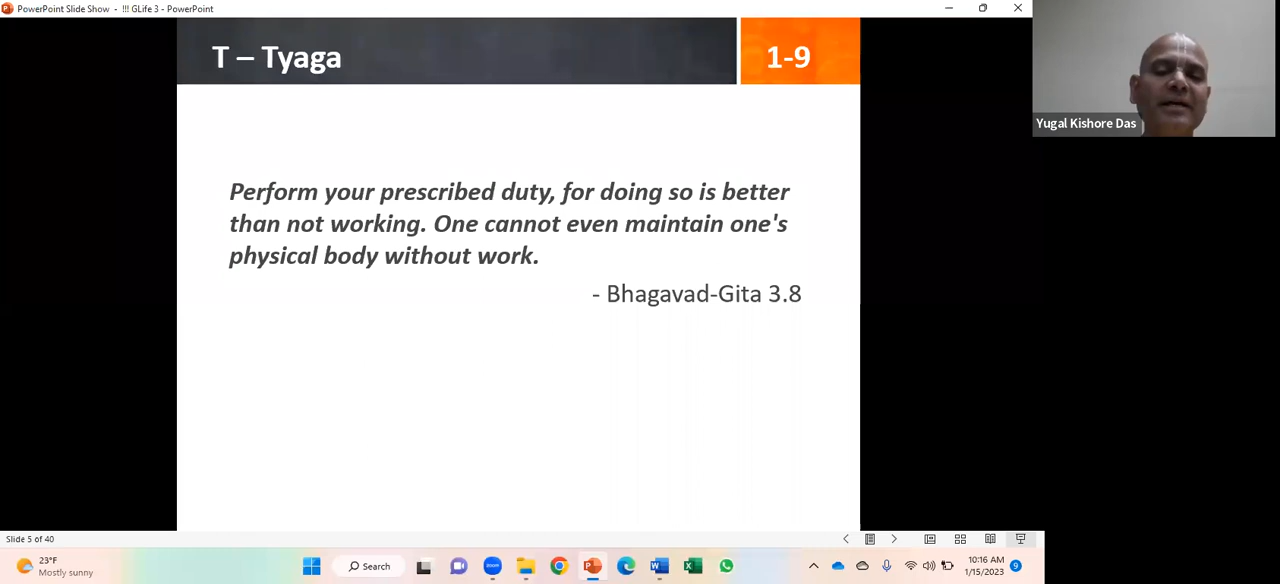 PowerPoint Slide Show - !!! GLife 3 - PowerPoint
T – Tyaga
1-9
Yugal Kishore Das
Perform your prescribed duty, for doing so is better
than not working. One cannot even maintain one's
physical body without work.
- Bhagavad-Gita 3.8
Slide 5 of 40
23°F
Mostly sunny
Search
zoom
10:16 AM
1/15/2023
9